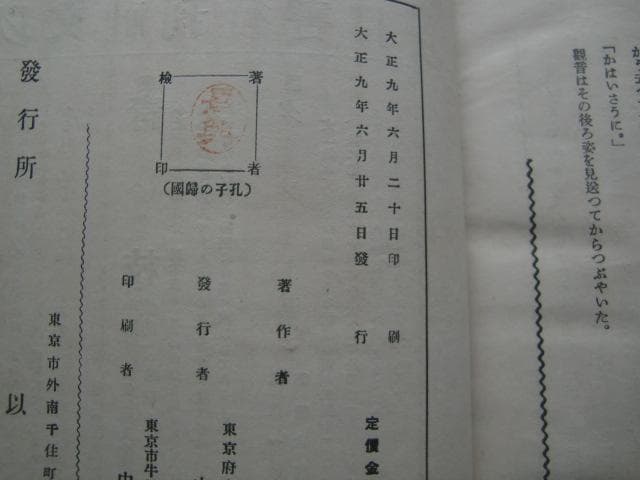 「かはいさうに。」
觀音はその後ろ姿を見送つてからつぶやいた。
大正九年六月二十日印刷
大正九年六月廿五日發行
定價金
著者檢印
(孔子の歸國)
著作者
發行者
東京府
印刷者
東京市牛
東京市外南千住町
發行所
以